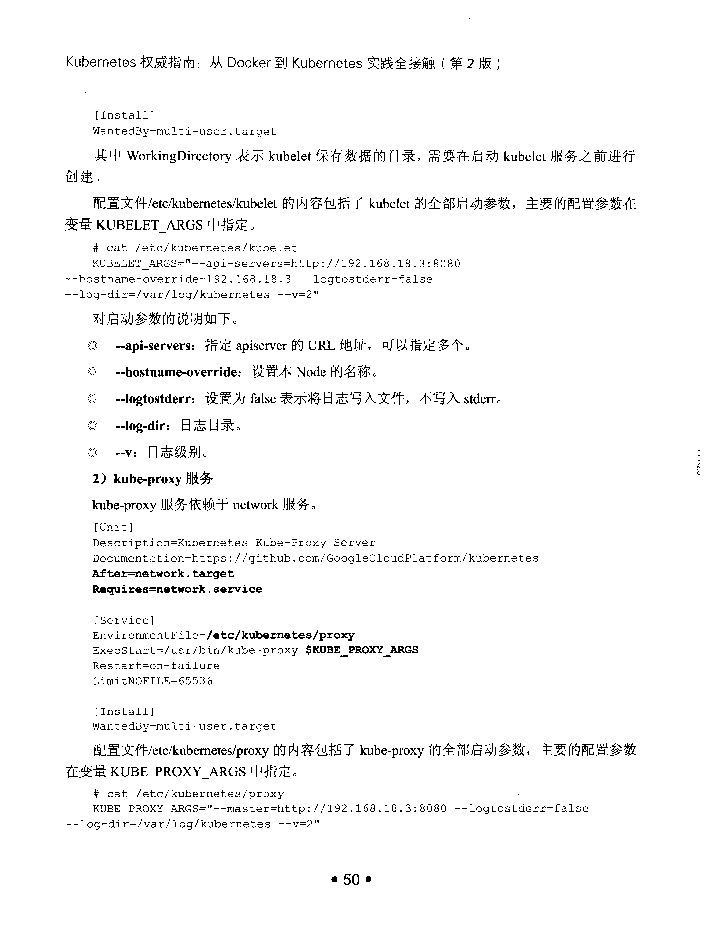 Kubernetes 权威指南：从 Docker 到 Kubernetes 实践全接触（第 2 版）
[Install]
WantedBy=multi-user.target
其中 WorkingDirectory 表示 kubelet 保存数据的目录，需要在启动 kubelet 服务之前进行
创建。
配置文件/etc/kubernetes/kubelet 的内容包括了 kubelet 的全部启动参数，主要的配置参数在
变量 KUBELET_ARGS 中指定。
# cat /etc/kubernetes/kubelet
KUBELET_ARGS="--api-servers=http://192.168.18.3:8080
--hostname-override=192.168.18.3 --logtostderr=false
--log-dir=/var/log/kubernetes --v=2"
对启动参数的说明如下。
◎ --api-servers：指定 apiserver 的 URL 地址，可以指定多个。
◎ --hostname-override：设置本 Node 的名称。
◎ --logtostderr：设置为 false 表示将日志写入文件，不写入 stderr。
◎ --log-dir：日志目录。
◎ --v：日志级别。
2）kube-proxy 服务
kube-proxy 服务依赖于 network 服务。
[Unit]
Description=Kubernetes Kube-Proxy Server
Documentation=https://github.com/GoogleCloudPlatform/kubernetes
After=network.target
Requires=network.service
[Service]
EnvironmentFile=/etc/kubernetes/proxy
ExecStart=/usr/bin/kube-proxy $KUBE_PROXY_ARGS
Restart=on-failure
LimitNOFILE=65536
[Install]
WantedBy=multi-user.target
配置文件/etc/kubernetes/proxy 的内容包括了 kube-proxy 的全部启动参数，主要的配置参数
在变量 KUBE_PROXY_ARGS 中指定。
# cat /etc/kubernetes/proxy
KUBE_PROXY_ARGS="--master=http://192.168.18.3:8080 --logtostderr=false
--log-dir=/var/log/kubernetes --v=2"
• 50 •